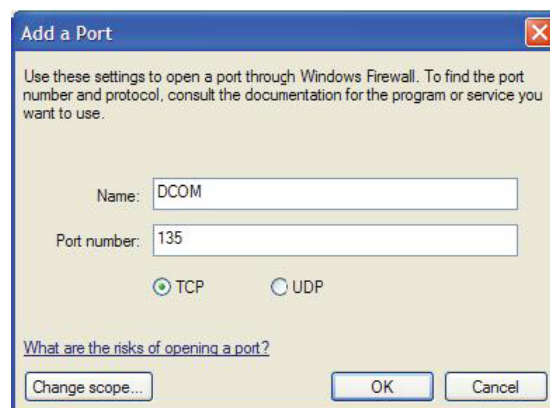 Add a Port
Use these settings to open a port through Windows Firewall. To find the port
number and protocol, consult the documentation for the program or service you
want to use.
Name: DCOM
Port number: 135
TCP UDP
What are the risks of opening a port?
Change scope... OK Cancel